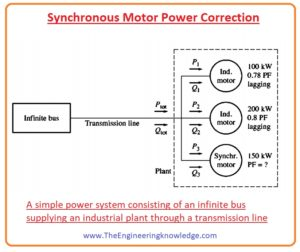 Synchronous Motor Power Correction
P1
Q1
Ind.
motor
100 kW
0.78 PF
lagging
Infinite bus
Transmission line
Ptot
Qtot
P2
Q2
Ind.
motor
200 kW
0.8 PF
lagging
P3
Q3
Synchr.
motor
150 kW
PF = ?
Plant
A simple power system consisting of an infinite bus
supplying an industrial plant through a transmission line
www.TheEngineeringknowledge.com